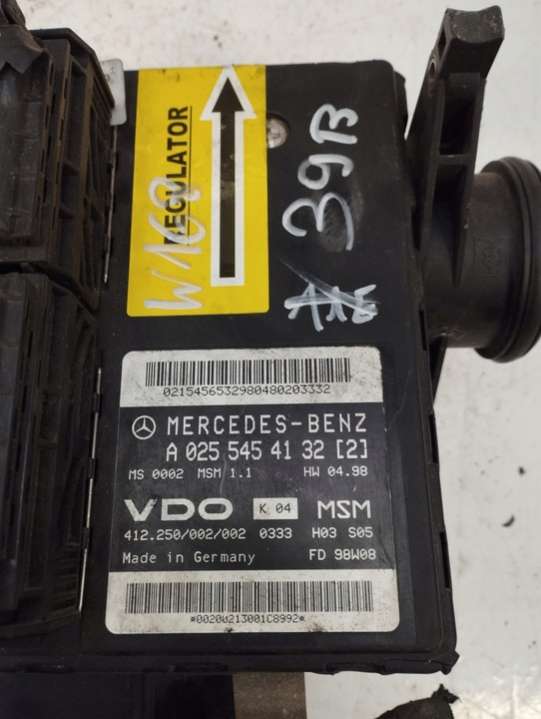 REGULATOR
W168
39B
A1E
0215456532980480203332
MERCEDES-BENZ
A 025 545 41 32 [2]
MS 0002 MSM 1.1 HW 04.98
VDO K 04 MSM
412.250/002/002 0333 H03 S05
Made in Germany FD 98W08